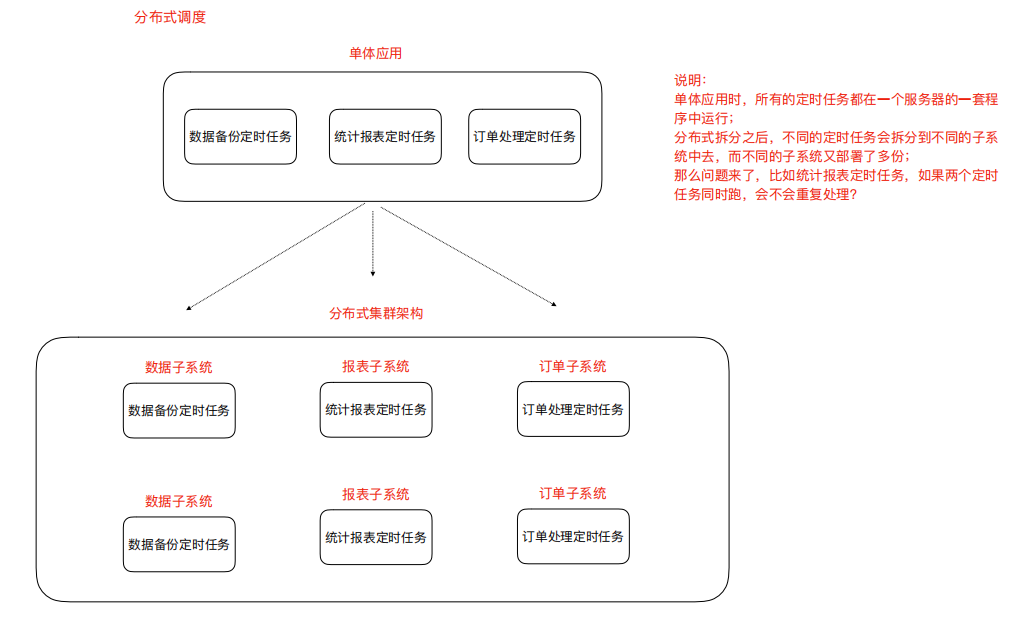 分布式调度
单体应用
数据备份定时任务
统计报表定时任务
订单处理定时任务
说明：
单体应用时，所有的定时任务都在一个服务器的一套程
序中运行；
分布式拆分之后，不同的定时任务会拆分到不同的子系
统中去，而不同的子系统又部署了多份；
那么问题来了，比如统计报表定时任务，如果两个定时
任务同时跑，会不会重复处理？
分布式集群架构
数据子系统
报表子系统
订单子系统
数据备份定时任务
统计报表定时任务
订单处理定时任务
数据子系统
报表子系统
订单子系统
数据备份定时任务
统计报表定时任务
订单处理定时任务